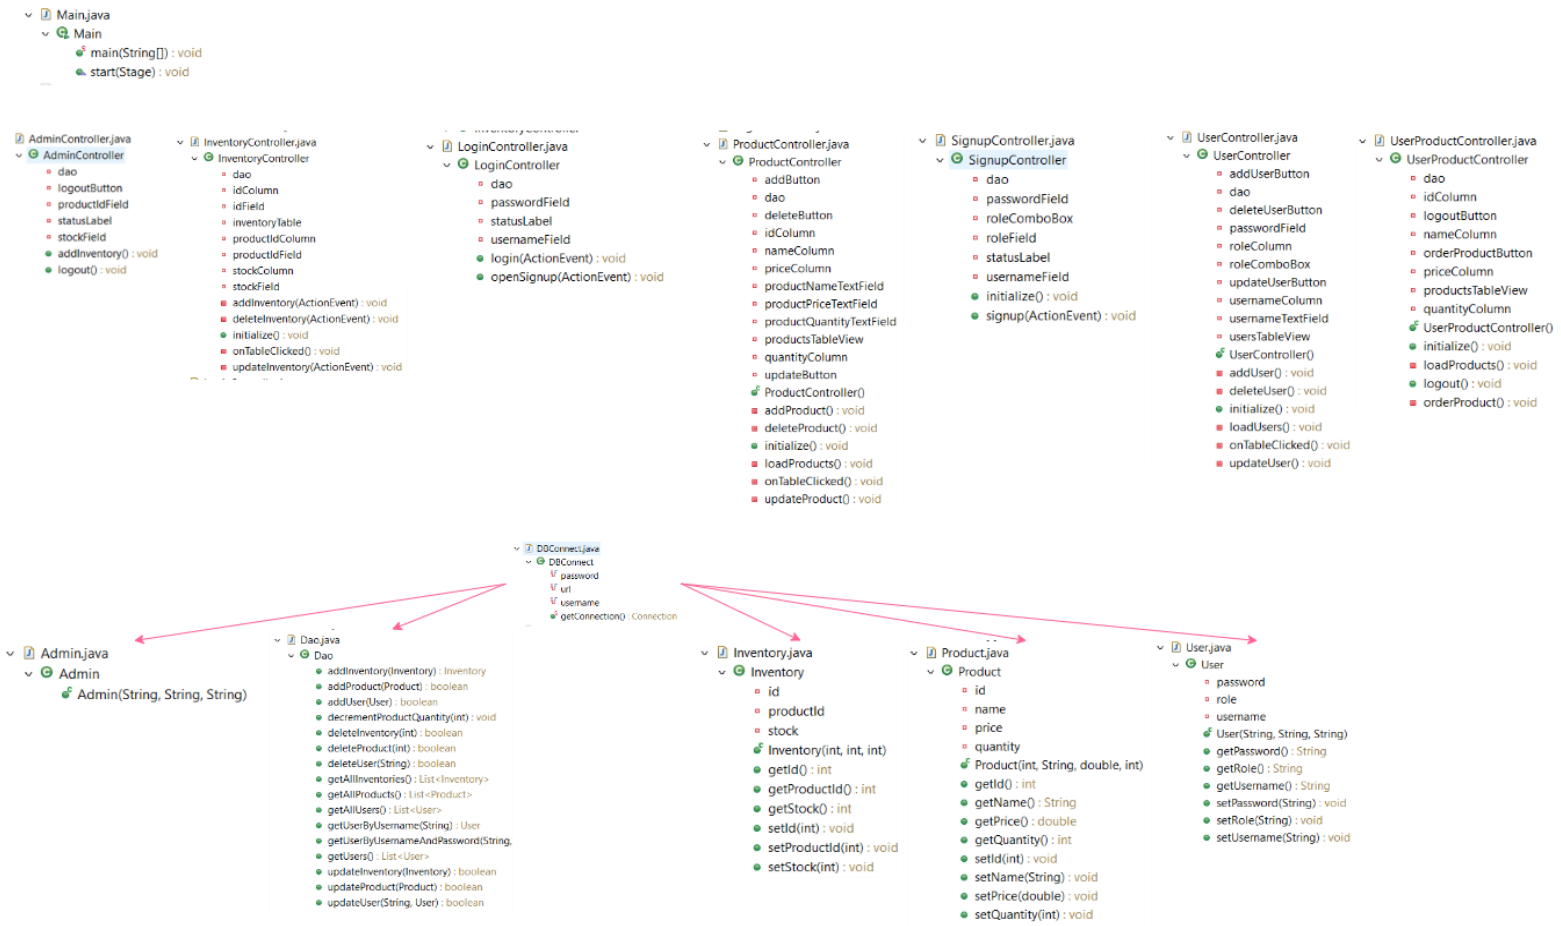 Main.java
Main
main(String[]) : void
start(Stage) : void
AdminController.java
AdminController
dao
logoutButton
productIdField
statusLabel
stockField
addInventory() : void
logout() : void
InventoryController.java
InventoryController
dao
idColumn
idField
inventoryTable
productIdColumn
productIdField
stockColumn
stockField
addInventory(ActionEvent) : void
deleteInventory(ActionEvent) : void
initialize() : void
onTableClicked() : void
updateInventory(ActionEvent) : void
LoginController.java
LoginController
dao
passwordField
statusLabel
usernameField
login(ActionEvent) : void
openSignup(ActionEvent) : void
ProductController.java
ProductController
addButton
dao
deleteButton
idColumn
nameColumn
priceColumn
productNameTextField
productPriceTextField
productQuantityTextField
productsTableView
quantityColumn
updateButton
ProductController()
addProduct() : void
deleteProduct() : void
initialize() : void
loadProducts() : void
onTableClicked() : void
updateProduct() : void
SignupController.java
SignupController
dao
passwordField
roleComboBox
roleField
statusLabel
usernameField
initialize() : void
signup(ActionEvent) : void
UserController.java
UserController
addUserButton
dao
deleteUserButton
passwordField
roleColumn
roleComboBox
updateUserButton
usernameColumn
usernameTextField
usersTableView
UserController()
addUser() : void
deleteUser() : void
initialize() : void
loadUsers() : void
onTableClicked() : void
updateUser() : void
UserProductController.java
UserProductController
dao
idColumn
logoutButton
nameColumn
orderProductButton
priceColumn
productsTableView
quantityColumn
UserProductController()
initialize() : void
loadProducts() : void
logout() : void
orderProduct() : void
DBConnect.java
DBConnect
password
url
username
getConnection() : Connection
Admin.java
Admin
Admin(String, String, String)
Dao.java
Dao
addInventory(Inventory) : Inventory
addProduct(Product) : boolean
addUser(User) : boolean
decrementProductQuantity(int) : void
deleteInventory(int) : boolean
deleteProduct(int) : boolean
deleteUser(String) : boolean
getAllInventories() : List<Inventory>
getAllProducts() : List<Product>
getAllUsers() : List<User>
getUserByUsername(String) : User
getUserByUsernameAndPassword(String,
getUsers() : List<User>
updateInventory(Inventory) : boolean
updateProduct(Product) : boolean
updateUser(String, User) : boolean
Inventory.java
Inventory
id
productId
stock
Inventory(int, int, int)
getId() : int
getProductId() : int
getStock() : int
setId(int) : void
setProductId(int) : void
setStock(int) : void
Product.java
Product
id
name
price
quantity
Product(int, String, double, int)
getId() : int
getName() : String
getPrice() : double
getQuantity() : int
setId(int) : void
setName(String) : void
setPrice(double) : void
setQuantity(int) : void
User.java
User
password
role
username
User(String, String, String)
getPassword() : String
getRole() : String
getUsername() : String
setPassword(String) : void
setRole(String) : void
setUsername(String) : void